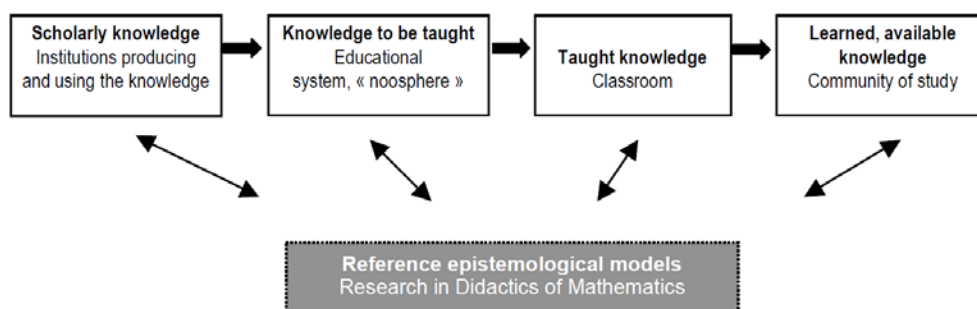 Scholarly knowledge
Institutions producing
and using the knowledge
Knowledge to be taught
Educational
system, « noosphere »
Taught knowledge
Classroom
Learned, available
knowledge
Community of study
Reference epistemological models
Research in Didactics of Mathematics